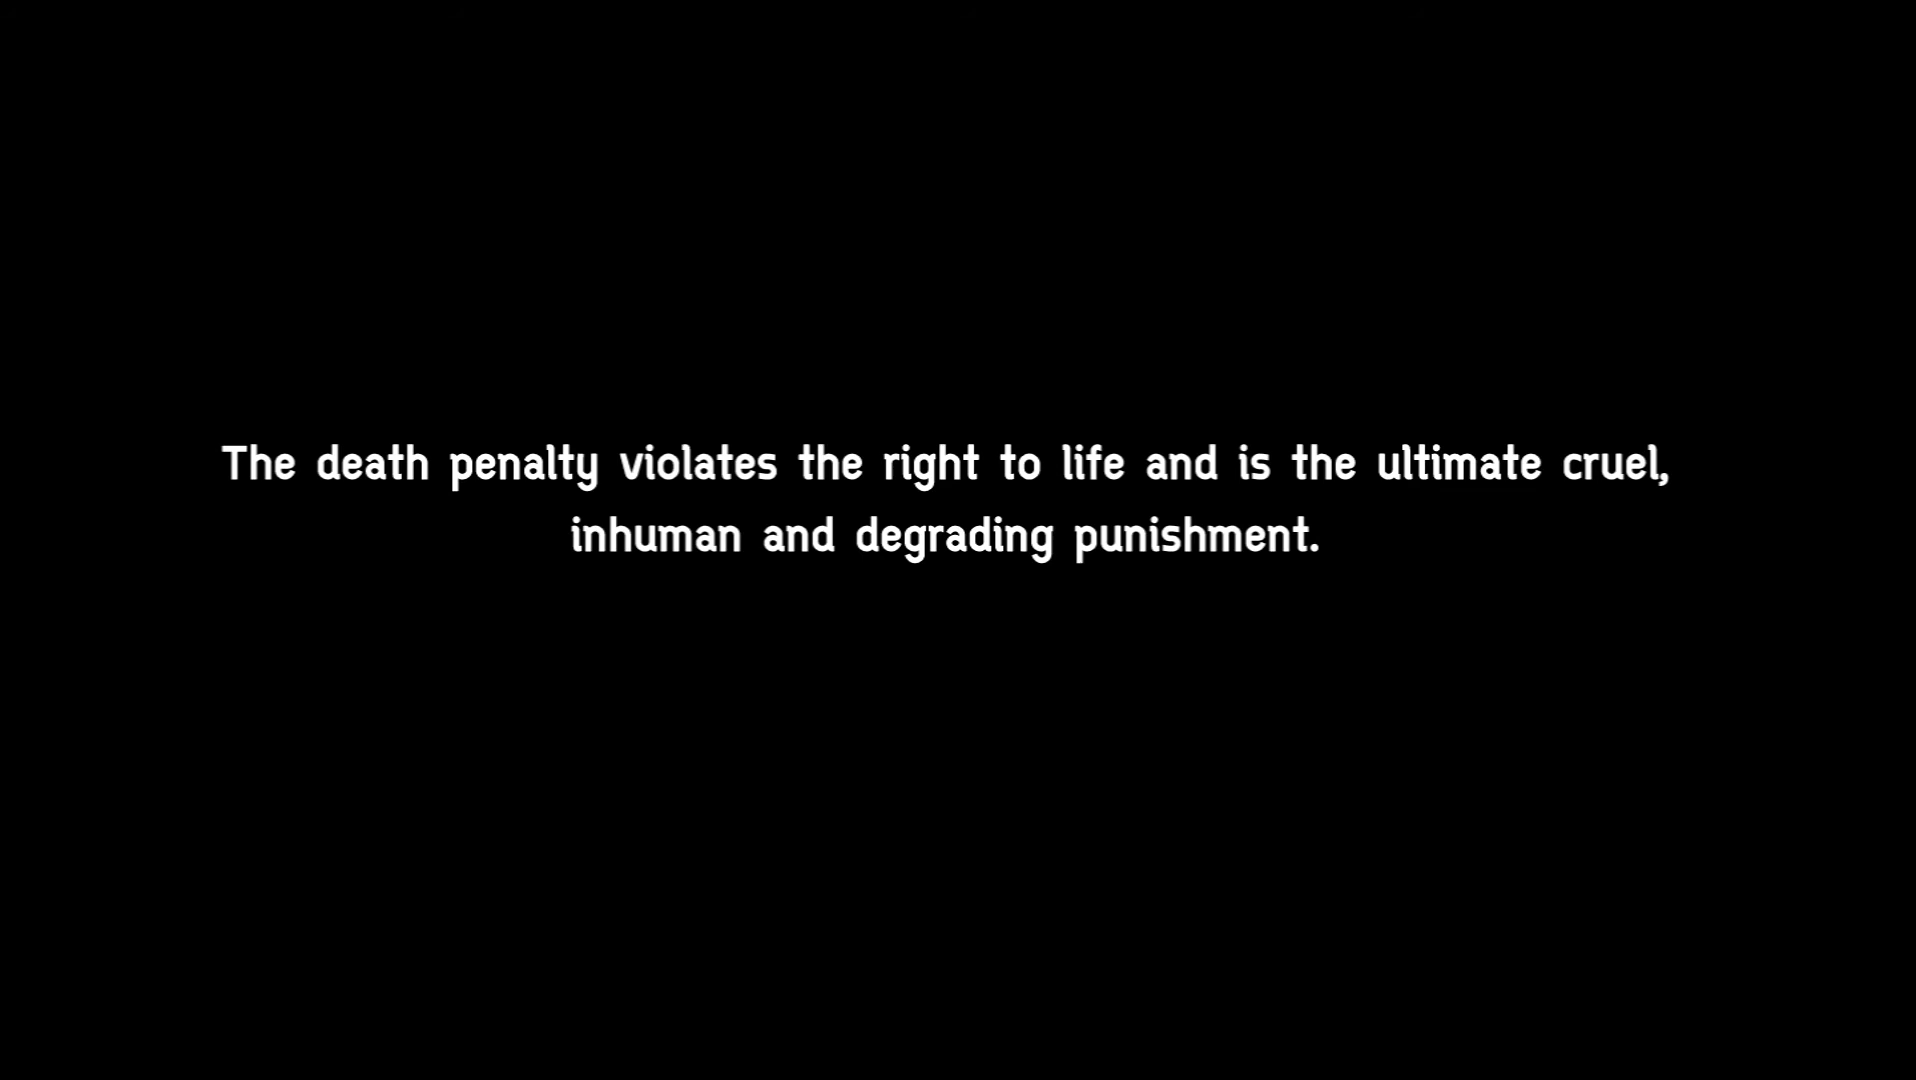 The death penalty violates the right to life and is the ultimate cruel,
inhuman and degrading punishment.